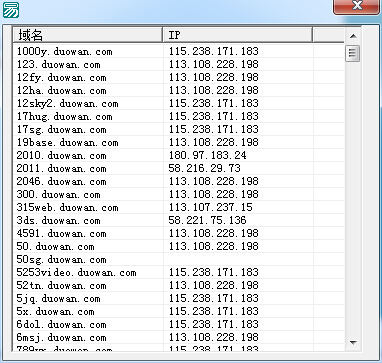 易
域名 IP
1000y.duowan.com 115.238.171.183
123.duowan.com 113.108.228.198
12fy.duowan.com 113.108.228.198
12ha.duowan.com 113.108.228.198
12sky2.duowan.com 115.238.171.183
17hug.duowan.com 115.238.171.183
17sg.duowan.com 115.238.171.183
19base.duowan.com 113.108.228.198
2010.duowan.com 180.97.183.24
2011.duowan.com 58.216.29.73
2046.duowan.com 113.108.228.198
300.duowan.com 113.108.228.198
315web.duowan.com 113.107.237.15
3ds.duowan.com 58.221.75.136
4591.duowan.com 113.108.228.198
50.duowan.com 113.108.228.198
50sg.duowan.com
5253video.duowan.com 115.238.171.183
52tn.duowan.com 113.108.228.198
5jq.duowan.com 115.238.171.183
5x.duowan.com 115.238.171.183
6dol.duowan.com 115.238.171.183
6msj.duowan.com 113.108.228.198
789yx.duowan.com 115.238.171.183